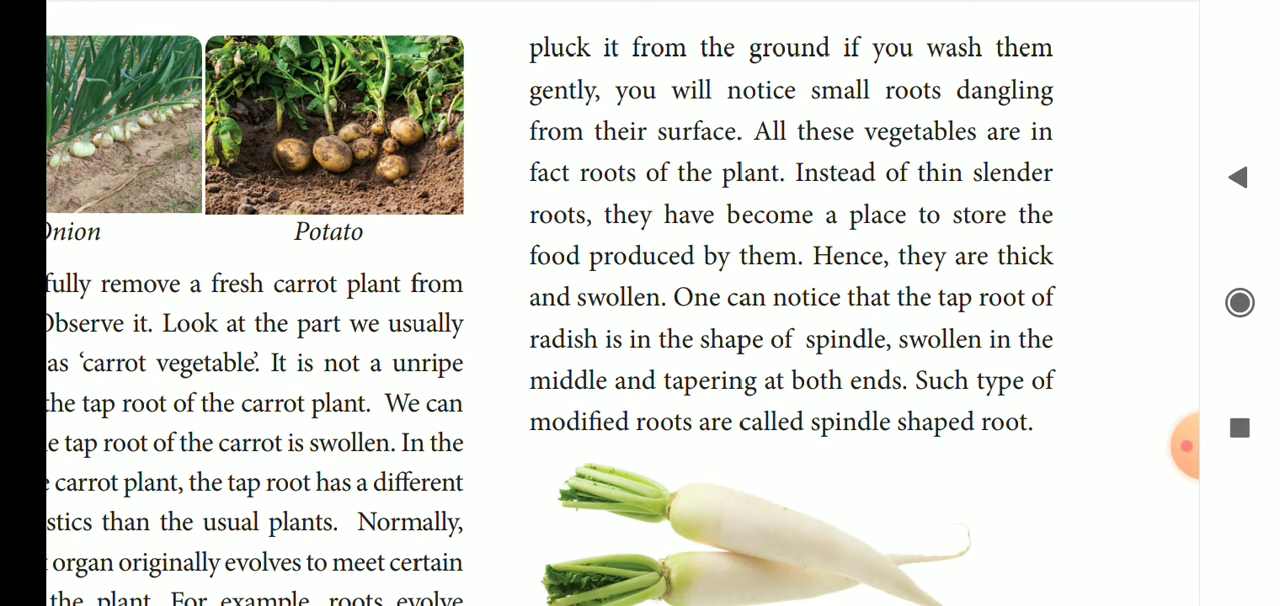 Onion
Potato
fully remove a fresh carrot plant from
Observe it. Look at the part we usually
as ‘carrot vegetable’. It is not a unripe
the tap root of the carrot plant. We can
tap root of the carrot is swollen. In the
carrot plant, the tap root has a different
stics than the usual plants. Normally,
organ originally evolves to meet certain
the plant. For example, roots evolve
pluck it from the ground if you wash them
gently, you will notice small roots dangling
from their surface. All these vegetables are in
fact roots of the plant. Instead of thin slender
roots, they have become a place to store the
food produced by them. Hence, they are thick
and swollen. One can notice that the tap root of
radish is in the shape of spindle, swollen in the
middle and tapering at both ends. Such type of
modified roots are called spindle shaped root.